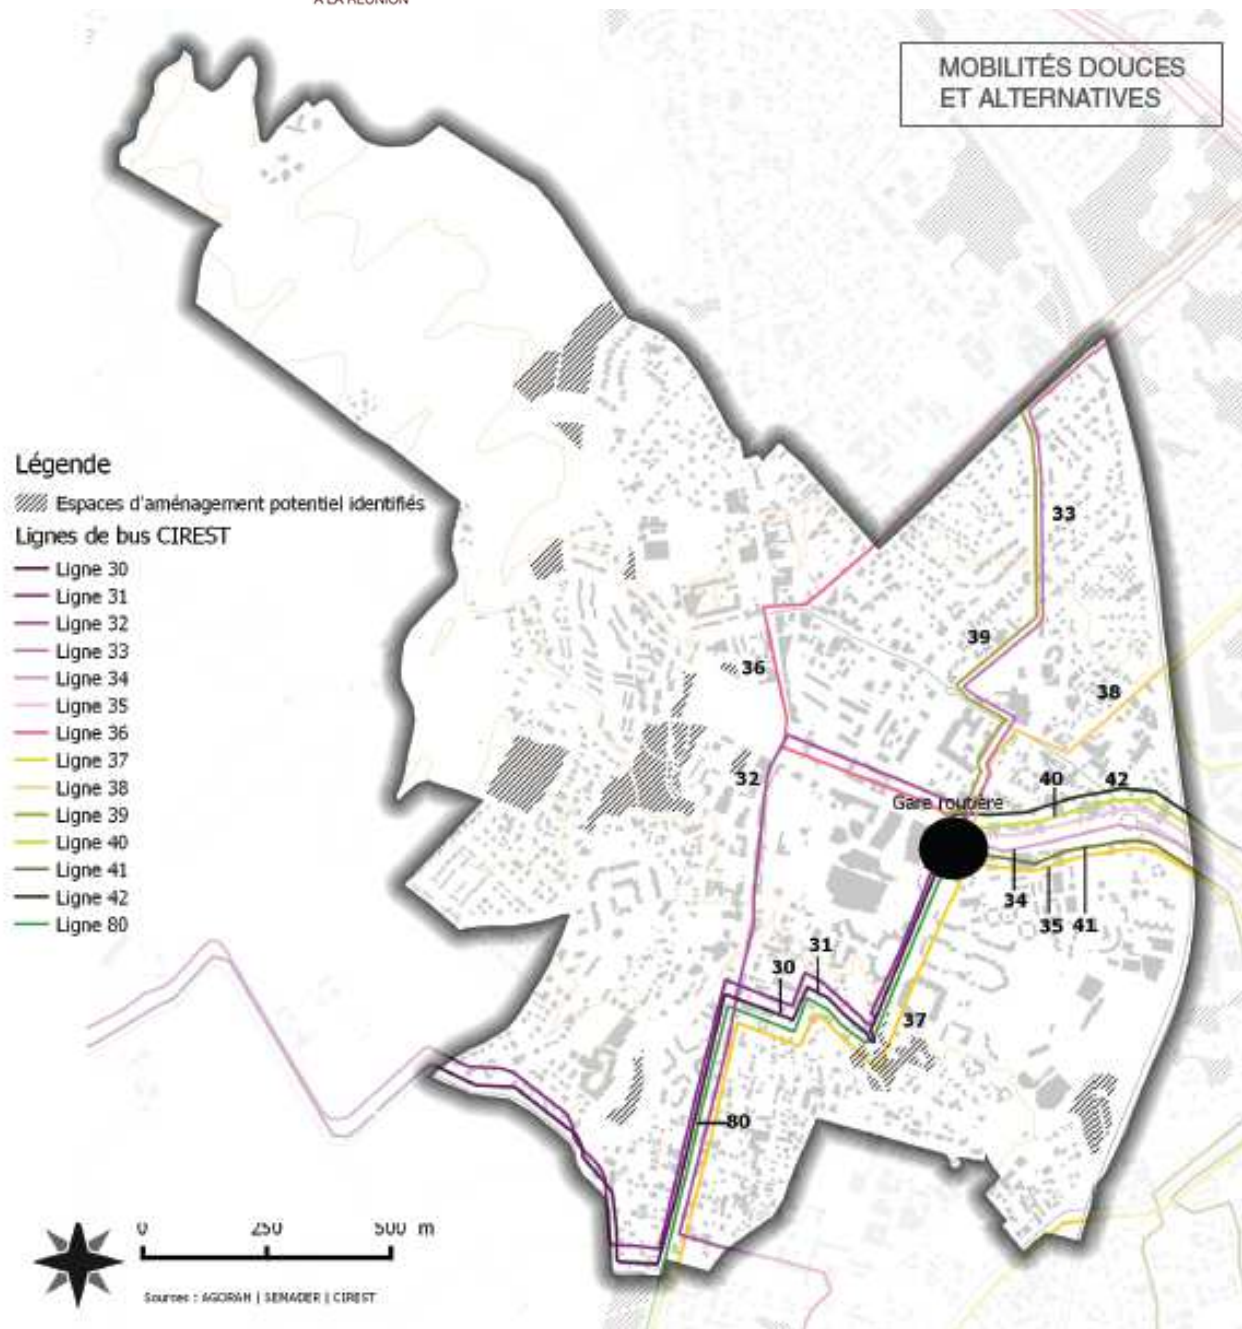 A LA RÉUNION
MOBILITÉS DOUCES
ET ALTERNATIVES
Légende
Espaces d'aménagement potentiel identifiés
Lignes de bus CIREST
Ligne 30
Ligne 31
Ligne 32
Ligne 33
Ligne 34
Ligne 35
Ligne 36
Ligne 37
Ligne 38
Ligne 39
Ligne 40
Ligne 41
Ligne 42
Ligne 80
33
39
36
38
32
40
42
Gare routière
34
35
41
31
30
37
80
0 250 500 m
Sources : AGORAH | SEMADER | CIREST